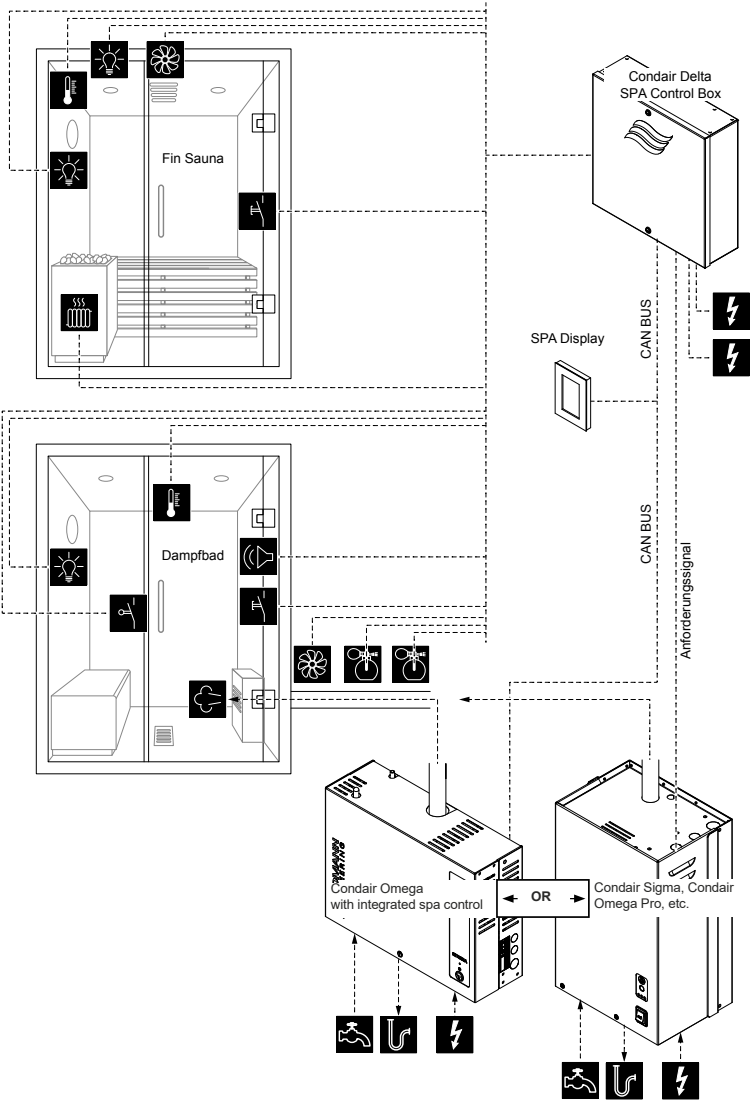 Condair Delta
SPA Control Box
Fin Sauna
SPA Display
CAN BUS
CAN BUS
Anforderungssignal
Dampfbad
Condair Omega
with integrated spa control
OR
Condair Sigma, Condair
Omega Pro, etc.